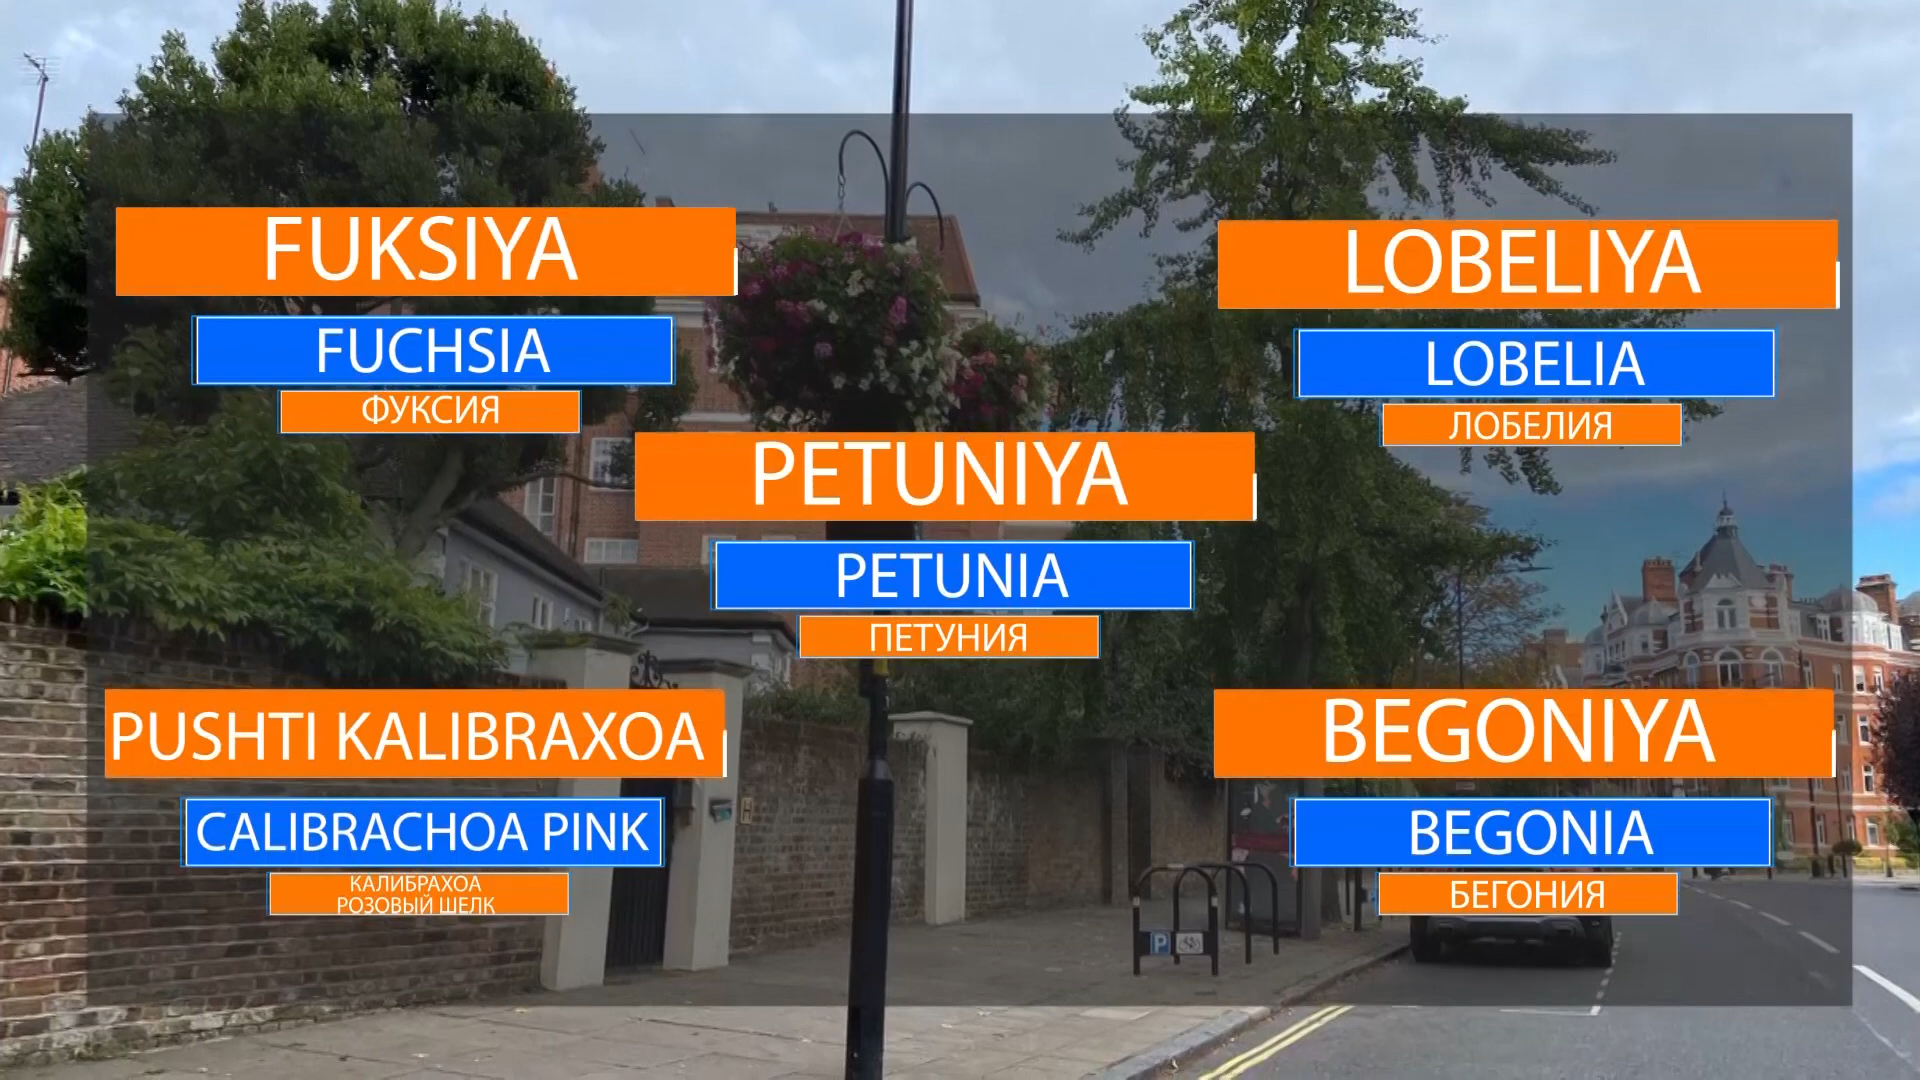 FUKSIYA
FUCHSIA
ФУКСИЯ
LOBELIYA
LOBELIA
ЛОБЕЛИЯ
PETUNIYA
PETUNIA
ПЕТУНИЯ
PUSHTI KALIBRAXOA
CALIBRACHOA PINK
КАЛИБРАХОА
РОЗОВЫЙ ШЕЛК
BEGONIYA
BEGONIA
БЕГОНИЯ
P